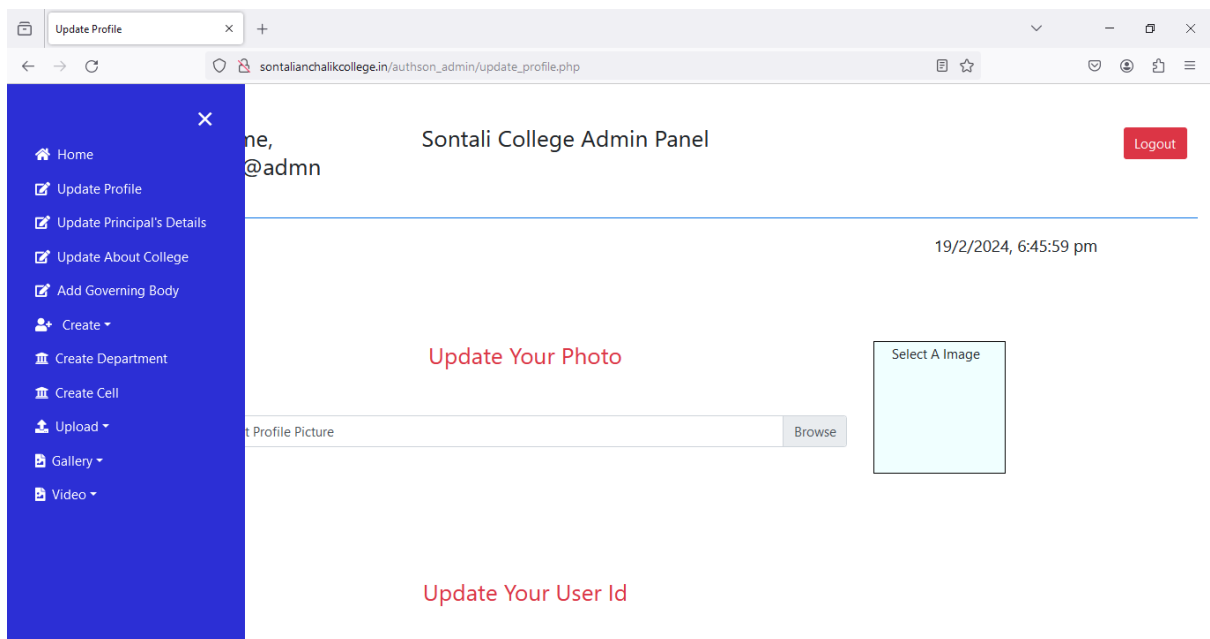 Update Profile
sontalianchalikcollege.in/authson_admin/update_profile.php
Home
Update Profile
Update Principal's Details
Update About College
Add Governing Body
Create
Create Department
Create Cell
Upload
Gallery
Video
me,
@admn
Sontali College Admin Panel
Logout
19/2/2024, 6:45:59 pm
Update Your Photo
Select A Image
t Profile Picture
Browse
Update Your User Id